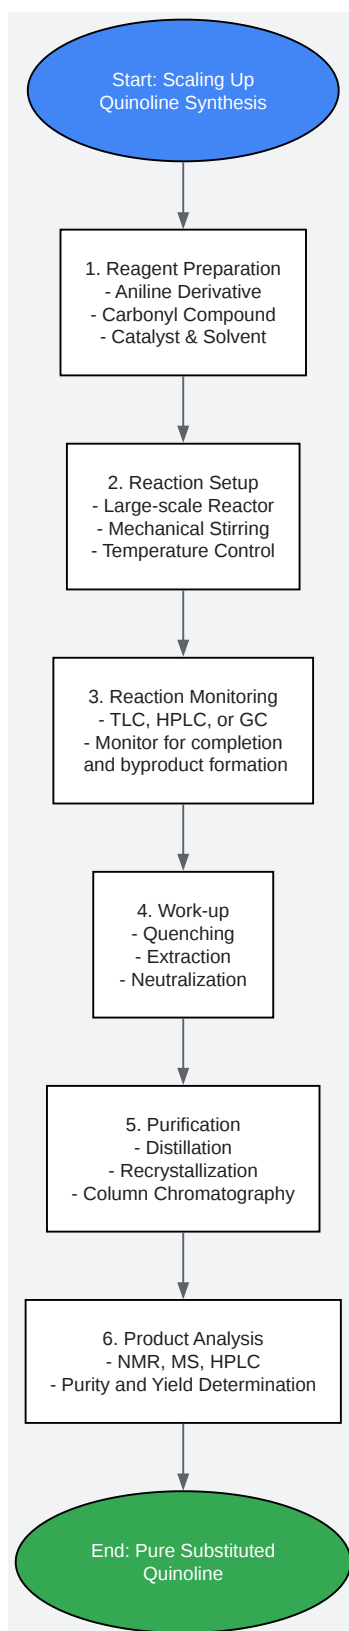 Start: Scaling Up
Quinoline Synthesis
1. Reagent Preparation
- Aniline Derivative
- Carbonyl Compound
- Catalyst & Solvent
2. Reaction Setup
- Large-scale Reactor
- Mechanical Stirring
- Temperature Control
3. Reaction Monitoring
- TLC, HPLC, or GC
- Monitor for completion
and byproduct formation
4. Work-up
- Quenching
- Extraction
- Neutralization
5. Purification
- Distillation
- Recrystallization
- Column Chromatography
6. Product Analysis
- NMR, MS, HPLC
- Purity and Yield Determination
End: Pure Substituted
Quinoline